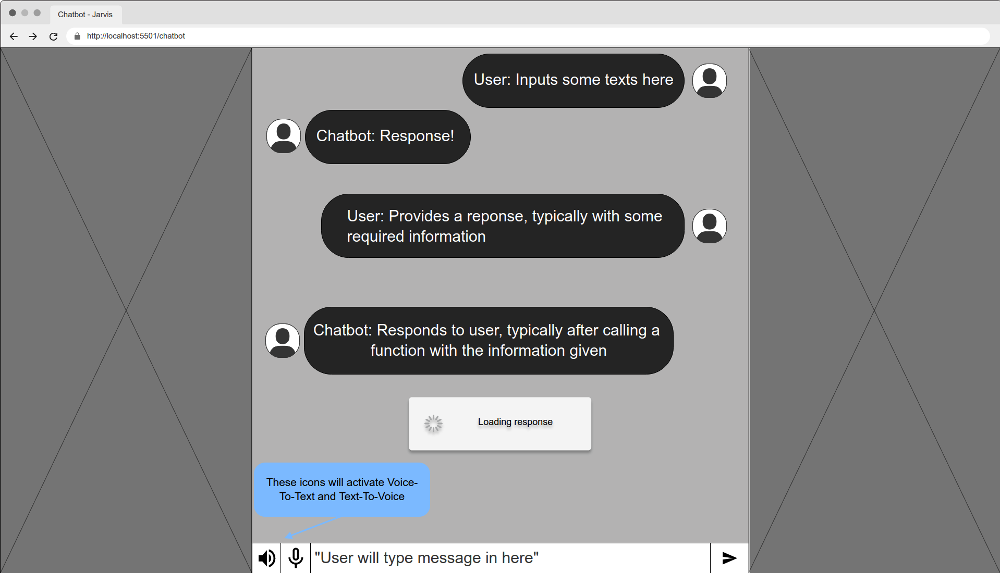 Chatbot - Jarvis
http://localhost:5501/chatbot
User: Inputs some texts here
Chatbot: Response!
User: Provides a reponse, typically with some
required information
Chatbot: Responds to user, typically after calling a
function with the information given
Loading response
These icons will activate Voice-
To-Text and Text-To-Voice
"User will type message in here"